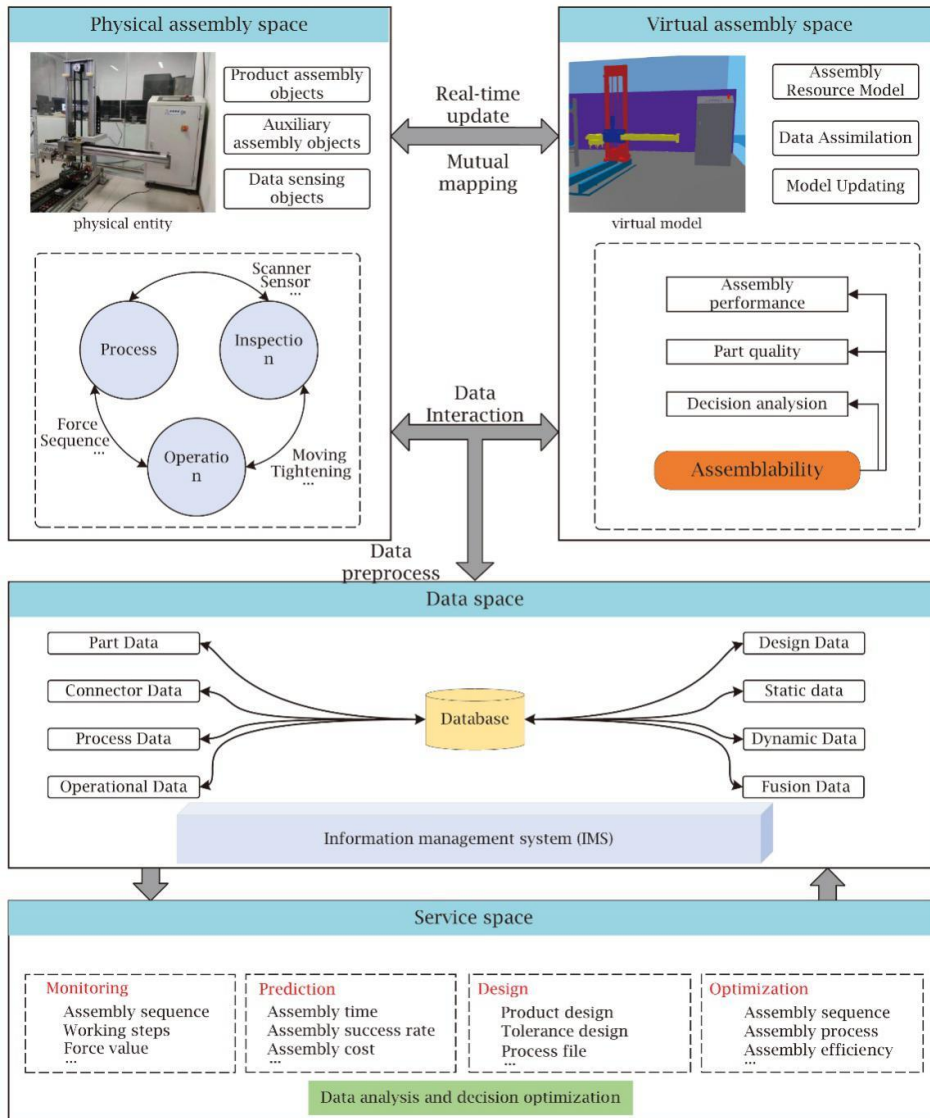 Physical assembly space
Product assembly
objects
Auxiliary
assembly objects
Data sensing
objects
physical entity
Scanner
Sensor
...
Process
Inspectio
n
Force
Sequence
...
Operatio
n
Moving
Tightening
...
Real-time
update
Mutual
mapping
Data
Interaction
Data
preprocess
Virtual assembly space
Assembly
Resource Model
Data Assimilation
Model Updating
virtual model
Assembly
performance
Part quality
Decision analysion
Assemblability
Data space
Part Data
Connector Data
Process Data
Operational Data
Database
Design Data
Static data
Dynamic Data
Fusion Data
Information management system (IMS)
Service space
Monitoring
Assembly sequence
Working steps
Force value
...
Prediction
Assembly time
Assembly success rate
Assembly cost
...
Design
Product design
Tolerance design
Process file
...
Optimization
Assembly sequence
Assembly process
Assembly efficiency
...
Data analysis and decision optimization